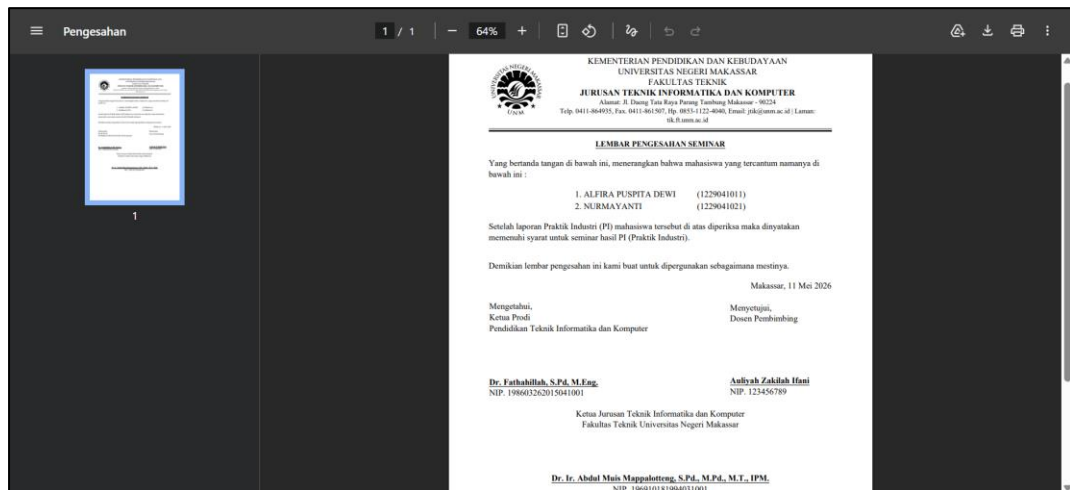 Pengesahan
1 / 1
64%
1
UNIVERSITAS NEGERI MAKASSAR
UNM
KEMENTERIAN PENDIDIKAN DAN KEBUDAYAAN
UNIVERSITAS NEGERI MAKASSAR
FAKULTAS TEKNIK
JURUSAN TEKNIK INFORMATIKA DAN KOMPUTER
Alamat: Jl. Daeng Tata Raya Parang Tambung Makassar - 90224
Telp. 0411-864935, Fax. 0411-861507, Hp. 0853-1122-4040, Email: jtik@unm.ac.id | Laman:
tik.ft.unm.ac.id
LEMBAR PENGESAHAN SEMINAR
Yang bertanda tangan di bawah ini, menerangkan bahwa mahasiswa yang tercantum namanya di
bawah ini :
1. ALFIRA PUSPITA DEWI (1229041011)
2. NURMAYANTI (1229041021)
Setelah laporan Praktik Industri (PI) mahasiswa tersebut di atas diperiksa maka dinyatakan
memenuhi syarat untuk seminar hasil PI (Praktik Industri).
Demikian lembar pengesahan ini kami buat untuk dipergunakan sebagaimana mestinya.
Makassar, 11 Mei 2026
Mengetahui,
Ketua Prodi
Pendidikan Teknik Informatika dan Komputer
Menyetujui,
Dosen Pembimbing
Dr. Fathahillah, S.Pd, M.Eng.
NIP. 198603262015041001
Auliyah Zakilah Ifani
NIP. 123456789
Ketua Jurusan Teknik Informatika dan Komputer
Fakultas Teknik Universitas Negeri Makassar
Dr. Ir. Abdul Muis Mappalotteng, S.Pd., M.Pd., M.T., IPM.
NIP. 196910181994031001